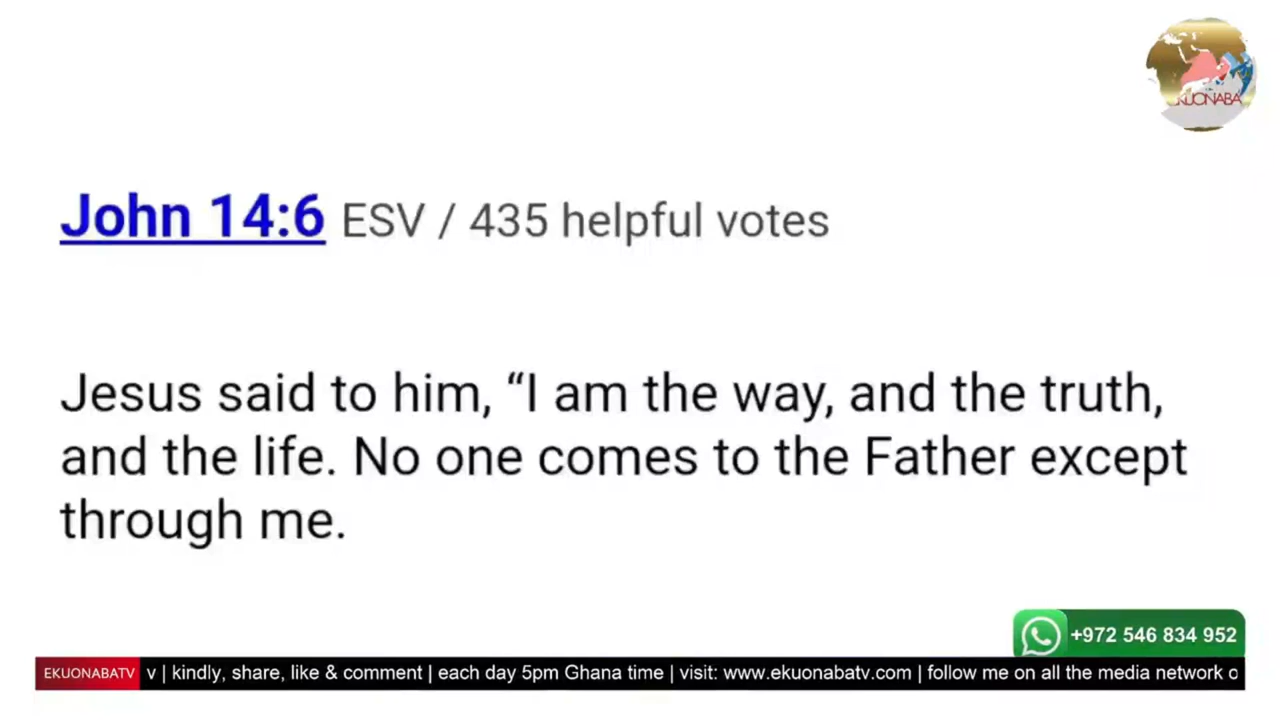 EKUONABA
John 14:6 ESV / 435 helpful votes
Jesus said to him, “I am the way, and the truth,
and the life. No one comes to the Father except
through me.
+972 546 834 952
EKUONABATV v | kindly, share, like & comment | each day 5pm Ghana time | visit: www.ekuonabatv.com | follow me on all the media network